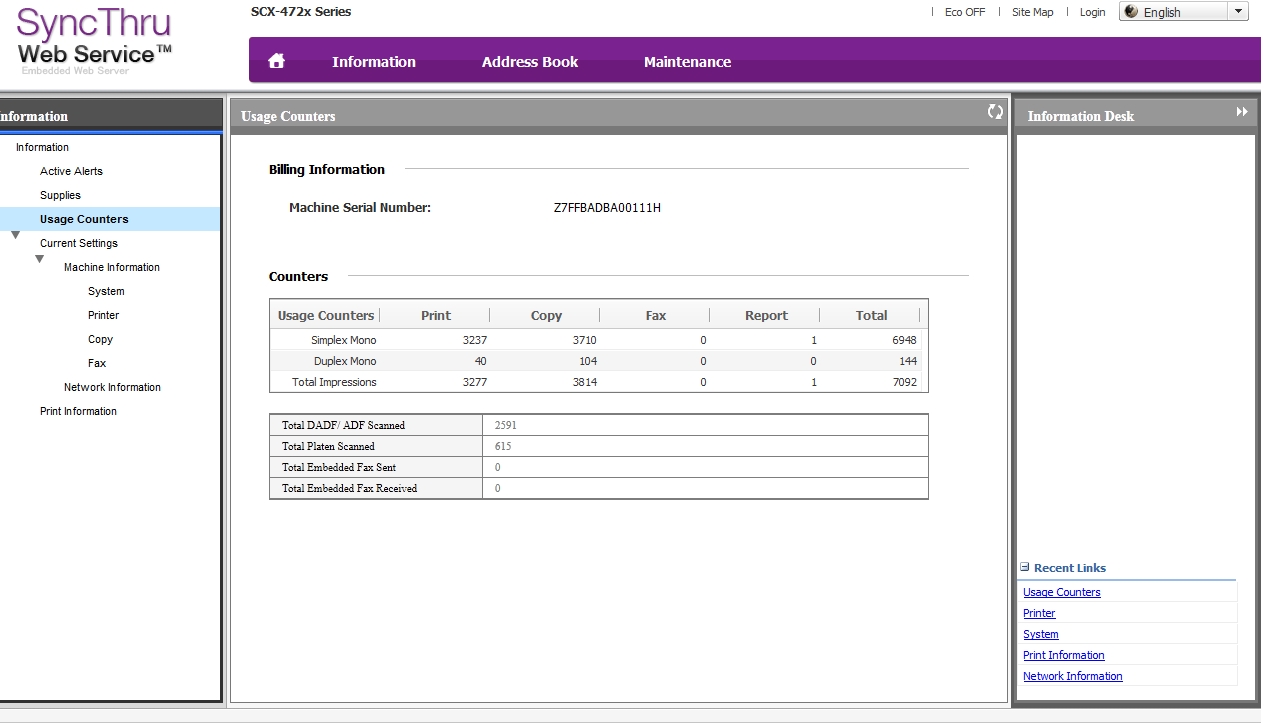 SyncThru
Web Service™
Embedded Web Server
SCX-472x Series
Eco OFF
Site Map
Login
English
Information
Address Book
Maintenance
nformation
Information
Active Alerts
Supplies
Usage Counters
Current Settings
Machine Information
System
Printer
Copy
Fax
Network Information
Print Information
Usage Counters
Billing Information
Machine Serial Number: Z7FFBADBA00111H
Counters
Usage Counters Print Copy Fax Report Total
Simplex Mono 3237 3710 0 1 6948
Duplex Mono 40 104 0 0 144
Total Impressions 3277 3814 0 1 7092
Total DADF/ ADF Scanned 2591
Total Platen Scanned 615
Total Embedded Fax Sent 0
Total Embedded Fax Received 0
Information Desk
Recent Links
Usage Counters
Printer
System
Print Information
Network Information